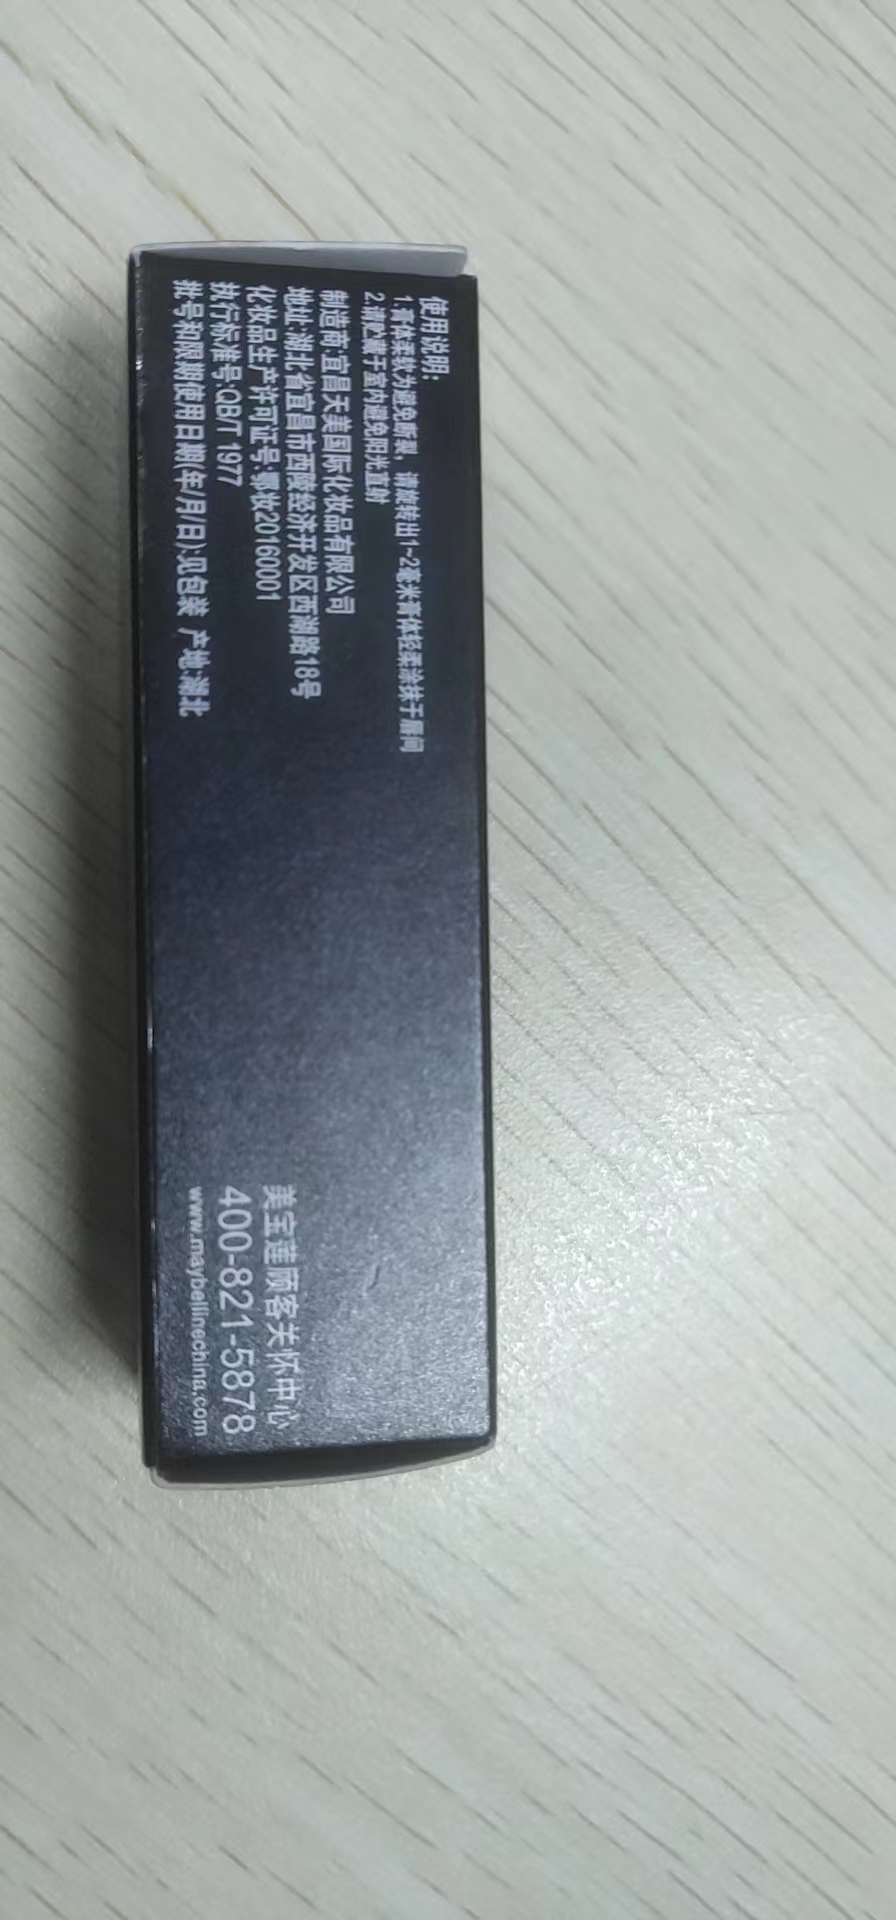 使用说明:
1.膏体柔软为避免断裂，请旋转出1~2毫米膏体轻柔涂抹于唇间
2.请贮藏于室内避免阳光直射
制造商:宜昌天美国际化妆品有限公司
地址:湖北省宜昌市西陵经济开发区西湖路18号
化妆品生产许可证号:鄂妆20160001
执行标准号:QB/T 1977
批号和限期使用日期(年/月/日):见包装 产地:湖北
美宝莲顾客关怀中心
400-821-5878
www.maybellinechina.com